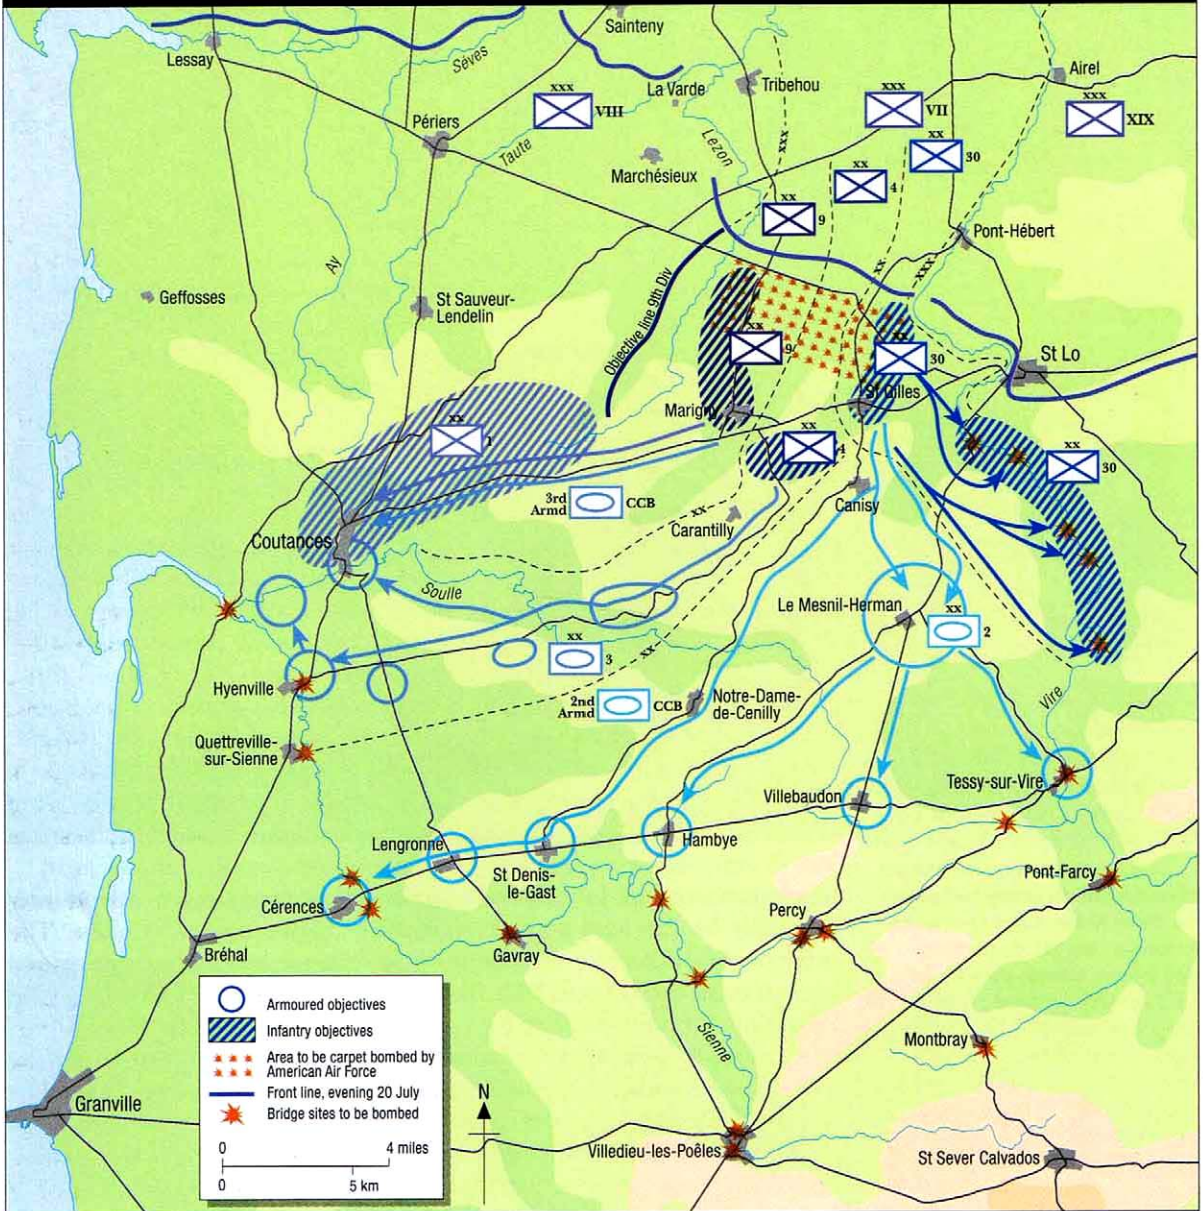 Sainteny
Lessay
Sèves
La Varde
Tribehou
Airel
xxx
VIII
xxx
VII
xxx
XIX
Périers
Taute
Lezon
xxx
xx
30
Marchésieux
xx
4
xx
9
Pont-Hébert
Ay
xx
xxx
Geffosses
St Sauveur-
Lendelin
Objective line 9th Div
xx
9
xx
30
St Lo
St Gilles
Marigny
xx
1
xx
4
xx
30
3rd
Armd
CCB
xx
Canisy
Carantilly
Coutances
Soulle
Le Mesnil-Herman
xx
2
xx
3
xx
Hyenville
2nd
Armd
CCB
Notre-Dame-
de-Cenilly
Vire
Quettreville-
sur-Sienne
Tessy-sur-Vire
Villebaudon
Lengronne
Hambye
St Denis-
le-Gast
Pont-Farcy
Cérences
Percy
Bréhal
Gavray
Sienne
Montbray
Granville
Villedieu-les-Poêles
St Sever Calvados
Armoured objectives
Infantry objectives
Area to be carpet bombed by
American Air Force
Front line, evening 20 July
Bridge sites to be bombed
0 4 miles
0 5 km
N